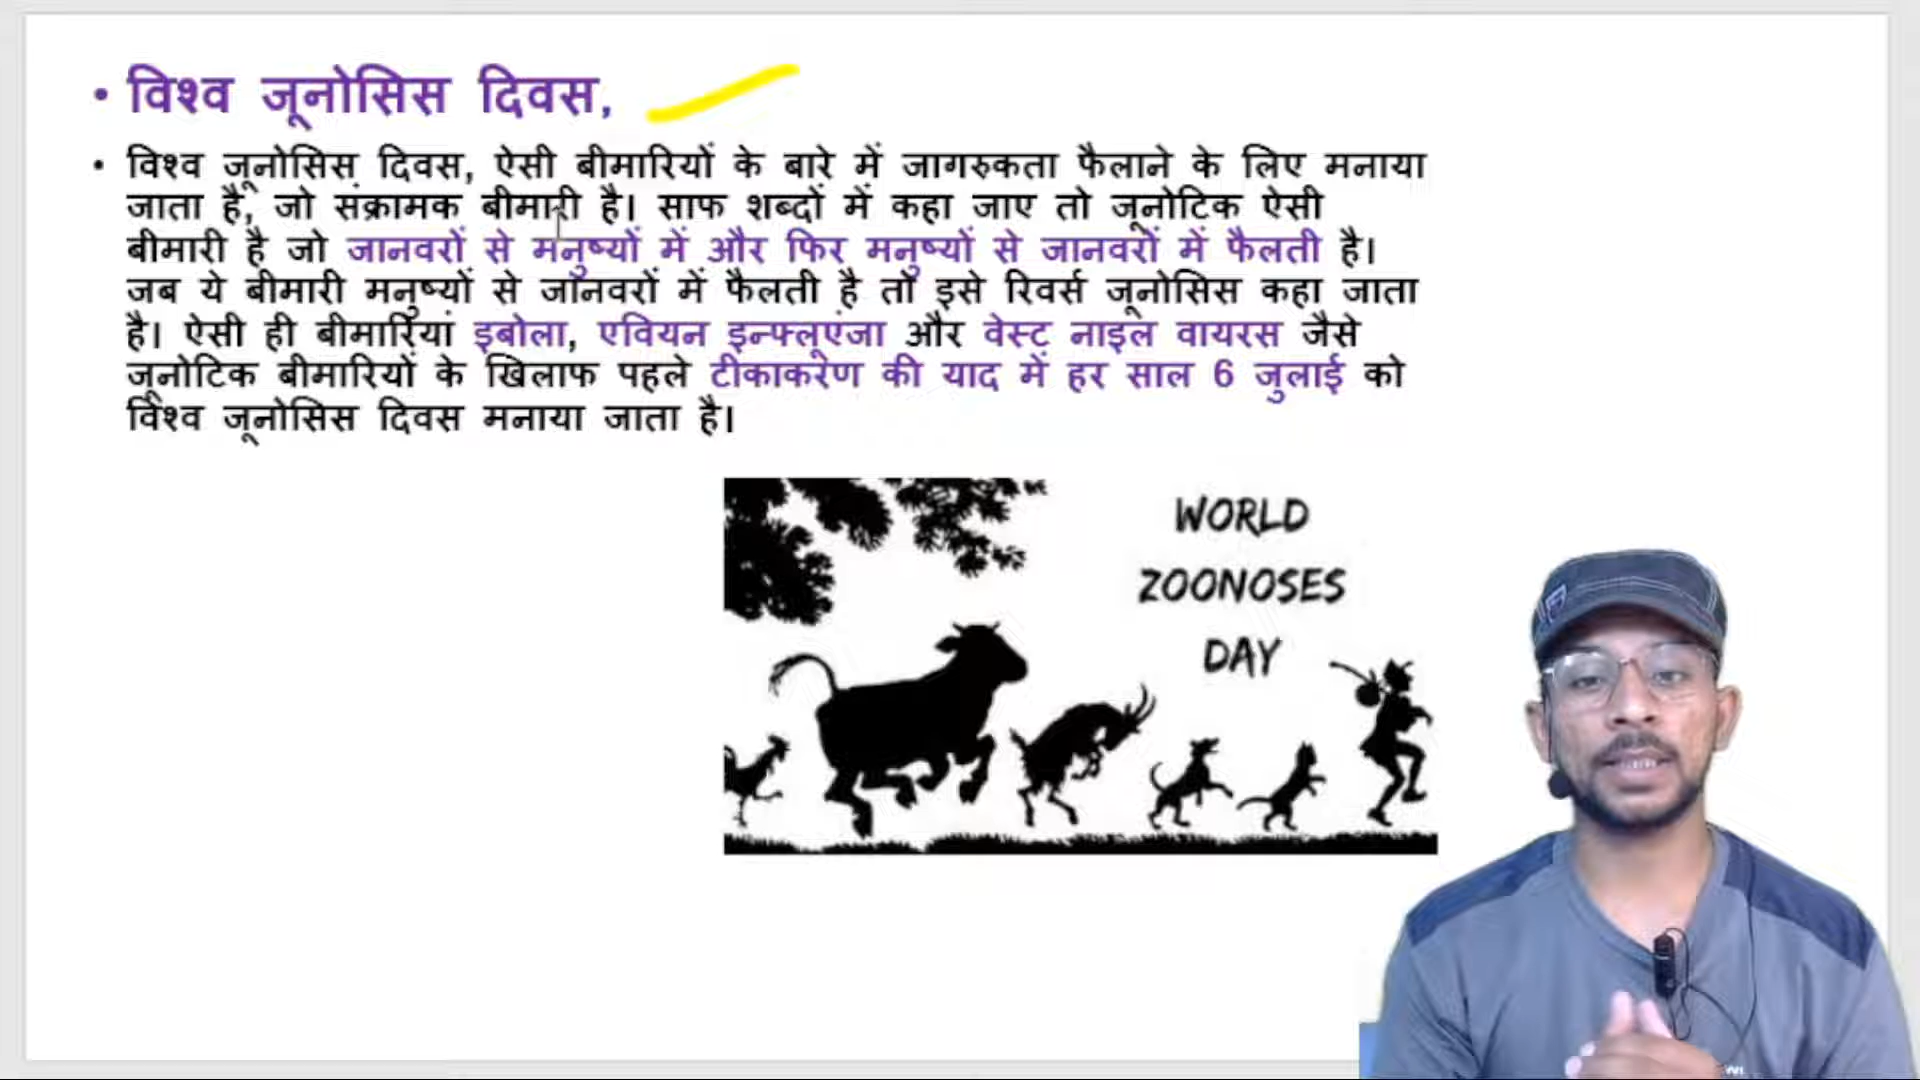 • विश्व जूनोसिस दिवस,
• विश्व जूनोसिस दिवस, ऐसी बीमारियों के बारे में जागरुकता फैलाने के लिए मनाया
जाता है, जो संक्रामक बीमारी है। साफ शब्दों में कहा जाए तो जूनोटिक ऐसी
बीमारी है जो जानवरों से मनुष्यों में और फिर मनुष्यों से जानवरों में फैलती है।
जब ये बीमारी मनुष्यों से जानवरों में फैलती है तो इसे रिवर्स जूनोसिस कहा जाता
है। ऐसी ही बीमारियां इबोला, एवियन इन्फ्लूएंजा और वेस्ट नाइल वायरस जैसे
जूनोटिक बीमारियों के खिलाफ पहले टीकाकरण की याद में हर साल 6 जुलाई को
विश्व जूनोसिस दिवस मनाया जाता है।
WORLD
ZOONOSES
DAY